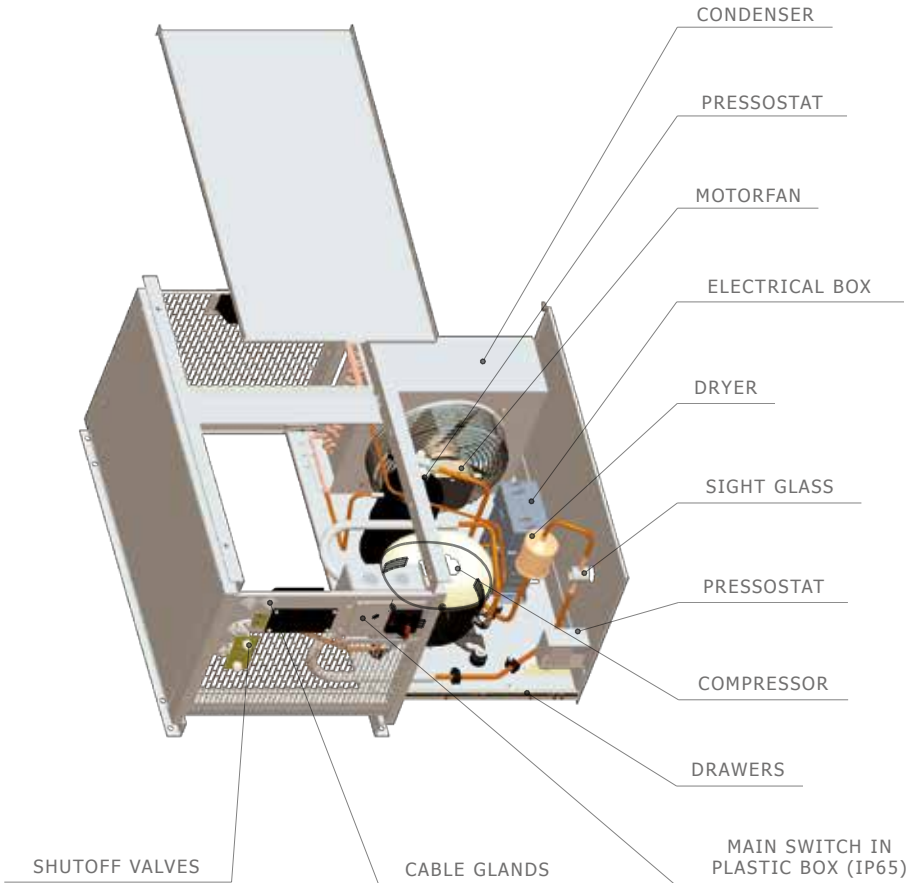 CONDENSER
PRESSOSTAT
MOTORFAN
ELECTRICAL BOX
DRYER
SIGHT GLASS
PRESSOSTAT
COMPRESSOR
DRAWERS
MAIN SWITCH IN
PLASTIC BOX (IP65)
SHUTOFF VALVES
CABLE GLANDS